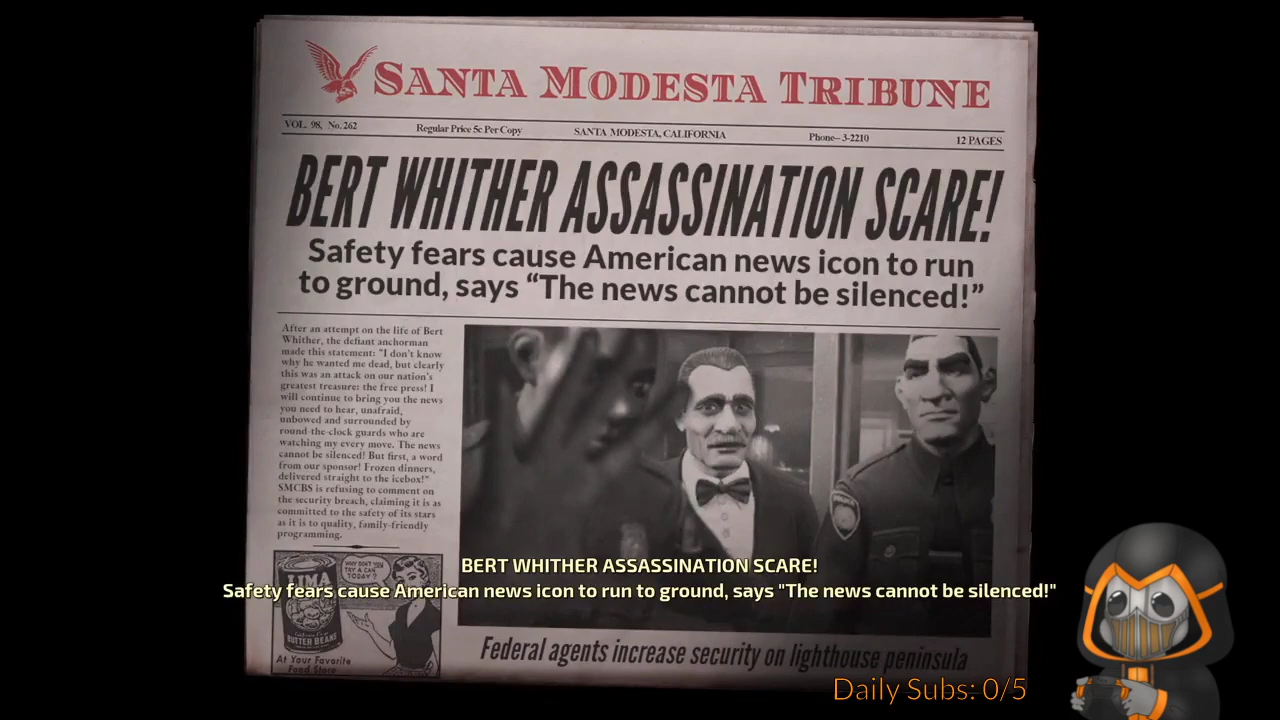 SANTA MODESTA TRIBUNE
VOL. 98, No. 262 Regular Price 5c Per Copy SANTA MODESTA, CALIFORNIA Phone– 3-2210 12 PAGES
BERT WHITHER ASSASSINATION SCARE!
Safety fears cause American news icon to run
to ground, says “The news cannot be silenced!”
After an attempt on the life of Bert
Whither, the defiant anchorman
made this statement: "I don't know
why he wanted me dead, but clearly
this was an attack on our nation's
greatest treasure: the free press! I
will continue to bring you the news
you need to hear, unafraid,
unbowed and surrounded by
round-the-clock guards who are
watching my every move. The news
cannot be silenced! But first, a word
from our sponsor! Frozen dinners,
delivered straight to the icebox!"
SMCBS is refusing to comment on
the security breach, claiming it is as
committed to the safety of its stars
as it is to quality, family-friendly
programming.
WHY DON'T YOU
TRY A CAN
TODAY?
LIMA
BUTTER BEANS
At Your Favorite
Food Store
BERT WHITHER ASSASSINATION SCARE!
Safety fears cause American news icon to run to ground, says "The news cannot be silenced!"
Federal agents increase security on lighthouse peninsula
Daily Subs: 0/5